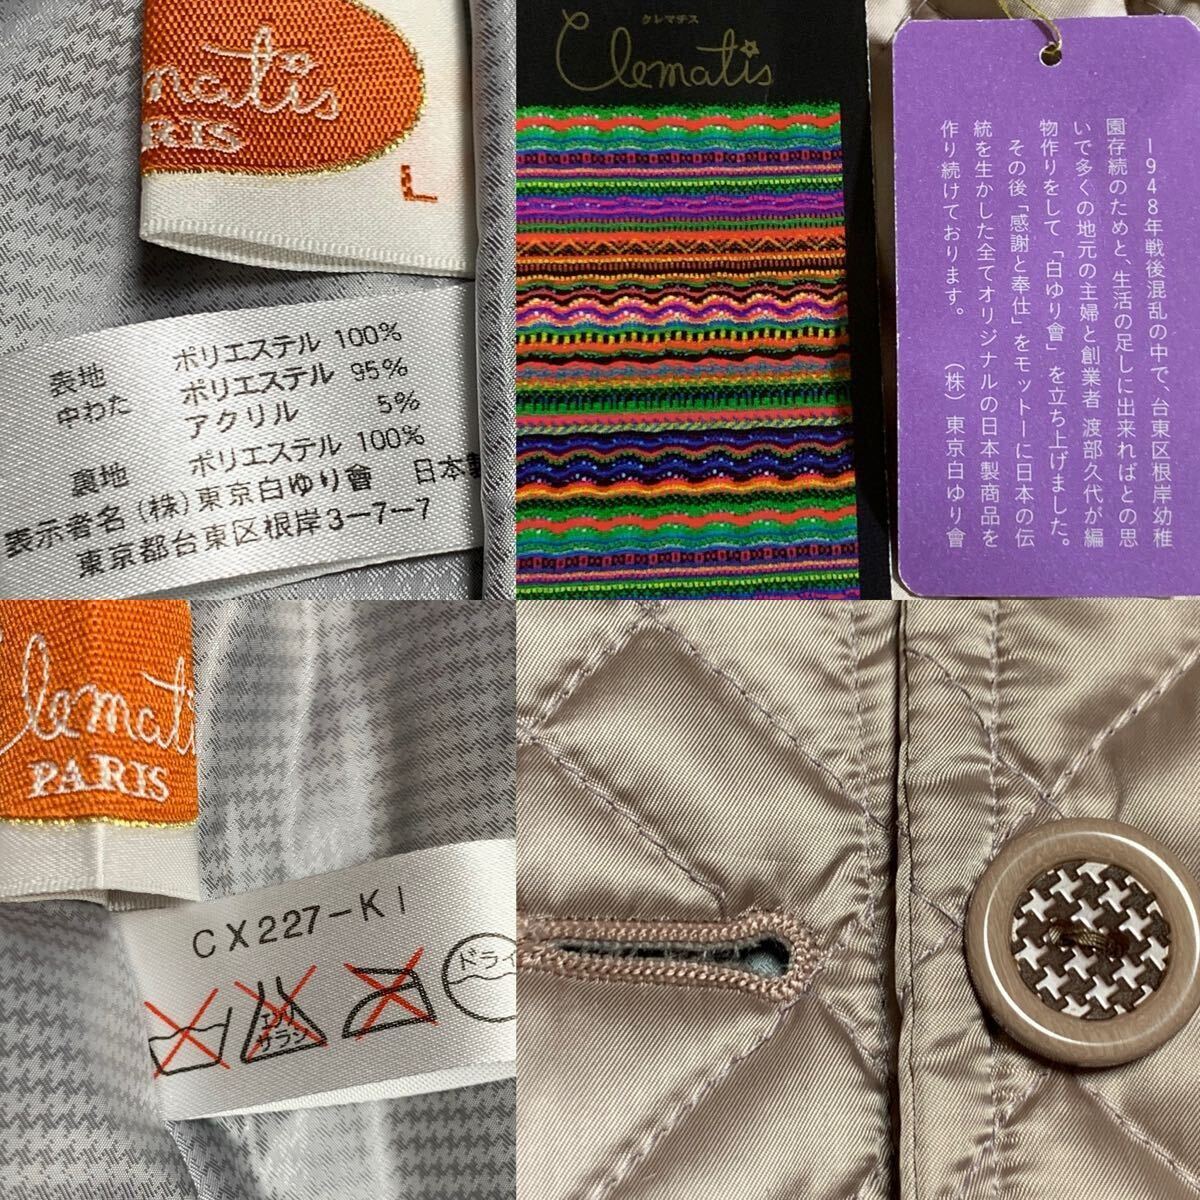 matis
PARIS
L
表地 ポリエステル 100%
中わた ポリエステル 95%
アクリル 5%
裏地 ポリエステル 100%
表示者名 (株)東京白ゆり會 日本製
東京都台東区根岸3-7-7
クレマチス
Clematis
1948年戦後混乱の中で、台東区根岸幼稚
園存続のためと、生活の足しに出来ればとの思
いで多くの地元の主婦と創業者 渡部久代が編
物作りをして「白ゆり會」を立ち上げました。
その後「感謝と奉仕」をモットーに日本の伝
統を生かした全てオリジナルの日本製商品を
作り続けております。 (株)東京白ゆり會
Clemati
PARIS
CX227-K1
エンソ
サラシ
ドライ